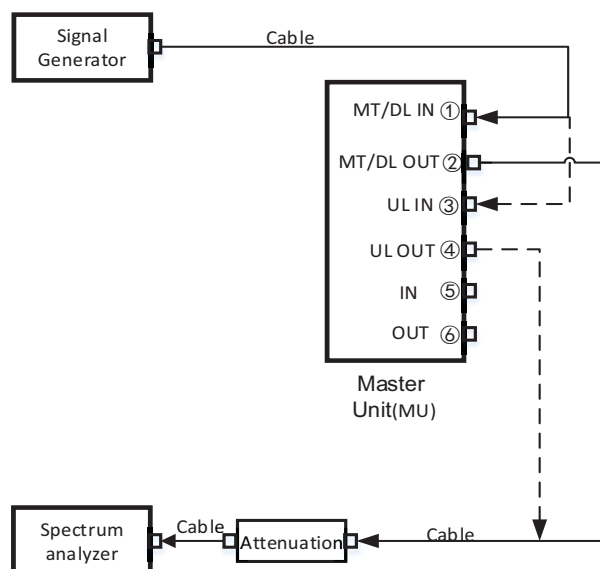 Signal
Generator
Cable
MT/DL IN ①
MT/DL OUT ②
UL IN ③
UL OUT ④
IN ⑤
OUT ⑥
Master
Unit(MU)
Spectrum
analyzer
Cable
Attenuation
Cable